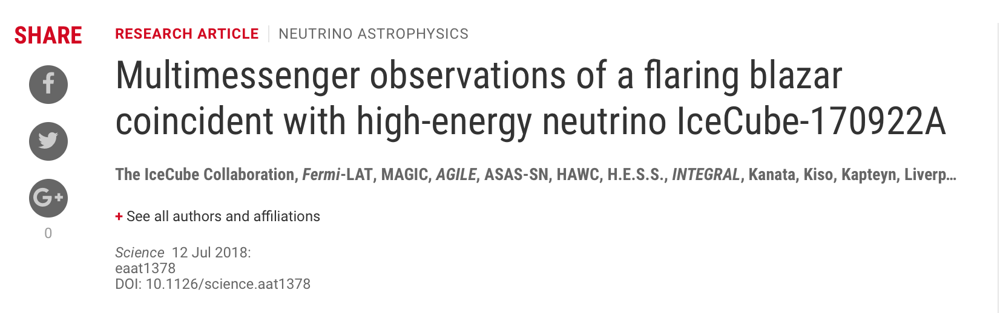 SHARE
RESEARCH ARTICLE | NEUTRINO ASTROPHYSICS
Multimessenger observations of a flaring blazar
coincident with high-energy neutrino IceCube-170922A
The IceCube Collaboration, Fermi-LAT, MAGIC, AGILE, ASAS-SN, HAWC, H.E.S.S., INTEGRAL, Kanata, Kiso, Kapteyn, Liverp...
+ See all authors and affiliations
G+
0
Science 12 Jul 2018:
eaat1378
DOI: 10.1126/science.aat1378